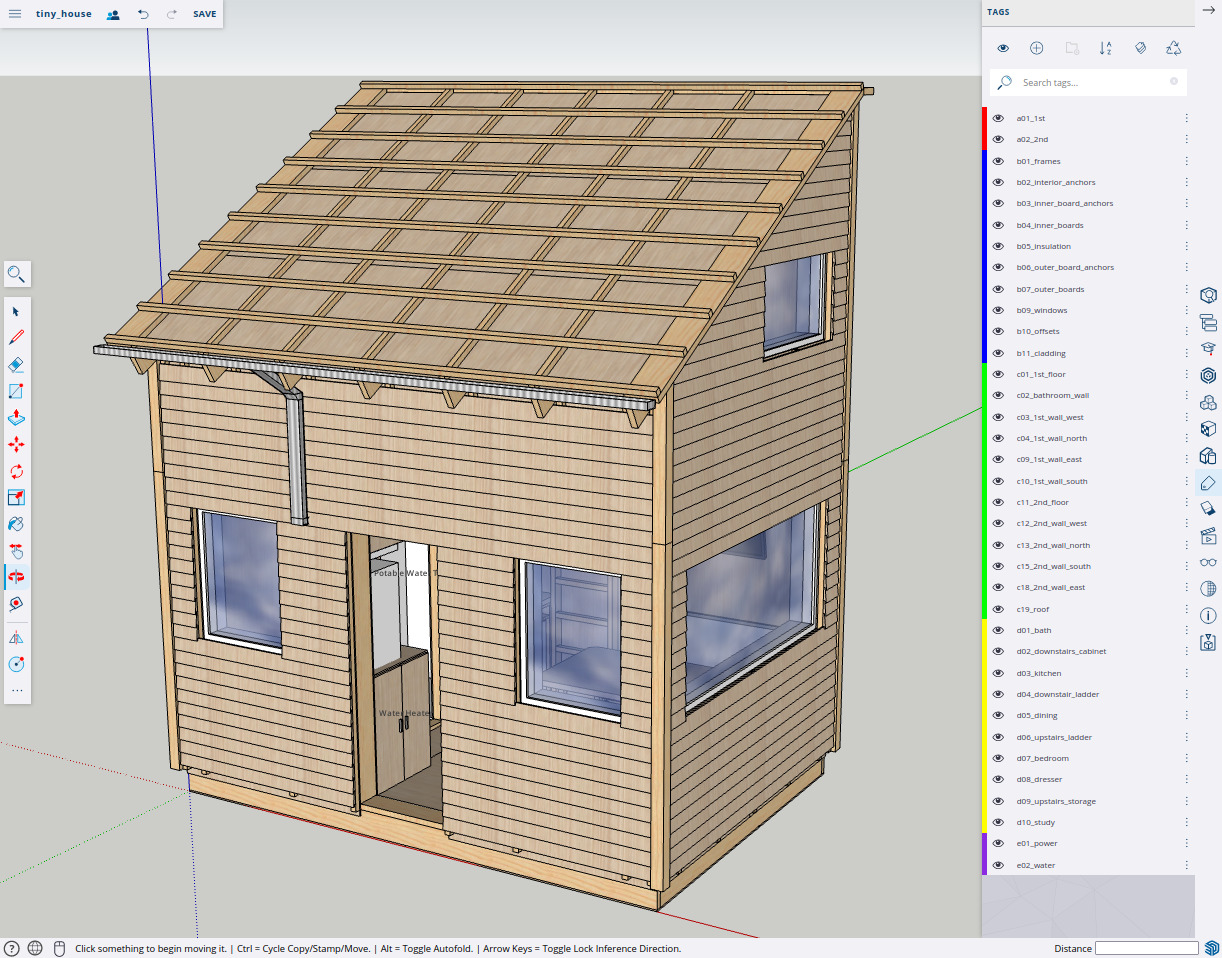 tiny_house
SAVE
TAGS
A
Z
Search tags...
a01_1st
a02_2nd
b01_frames
b02_interior_anchors
b03_inner_board_anchors
b04_inner_boards
b05_insulation
b06_outer_board_anchors
b07_outer_boards
b09_windows
b10_offsets
b11_cladding
c01_1st_floor
c02_bathroom_wall
c03_1st_wall_west
c04_1st_wall_north
c09_1st_wall_east
c10_1st_wall_south
c11_2nd_floor
c12_2nd_wall_west
c13_2nd_wall_north
c15_2nd_wall_south
c18_2nd_wall_east
c19_roof
d01_bath
d02_downstairs_cabinet
d03_kitchen
d04_downstair_ladder
d05_dining
d06_upstairs_ladder
d07_bedroom
d08_dresser
d09_upstairs_storage
d10_study
e01_power
e02_water
Potable Water T
Water Heate
Click something to begin moving it. | Ctrl = Cycle Copy/Stamp/Move. | Alt = Toggle Autofold. | Arrow Keys = Toggle Lock Inference Direction.
Distance